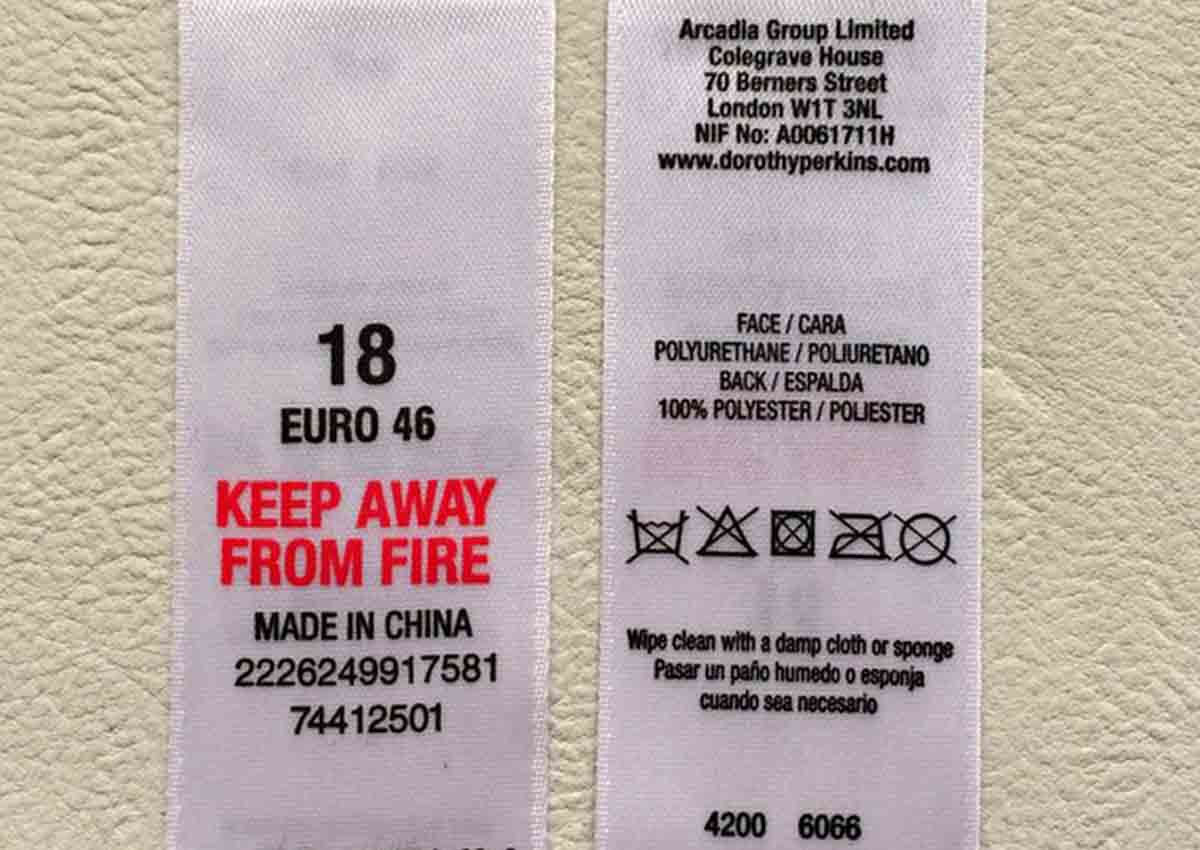 18
EURO 46
KEEP AWAY
FROM FIRE
MADE IN CHINA
2226249917581
74412501
Arcadia Group Limited
Colegrave House
70 Berners Street
London W1T 3NL
NIF No: A0061711H
www.dorothyperkins.com
FACE / CARA
POLYURETHANE / POLIURETANO
BACK / ESPALDA
100% POLYESTER / POLIESTER
Wipe clean with a damp cloth or sponge
Pasar un paño humedo o esponja
cuando sea necesario
4200 6066